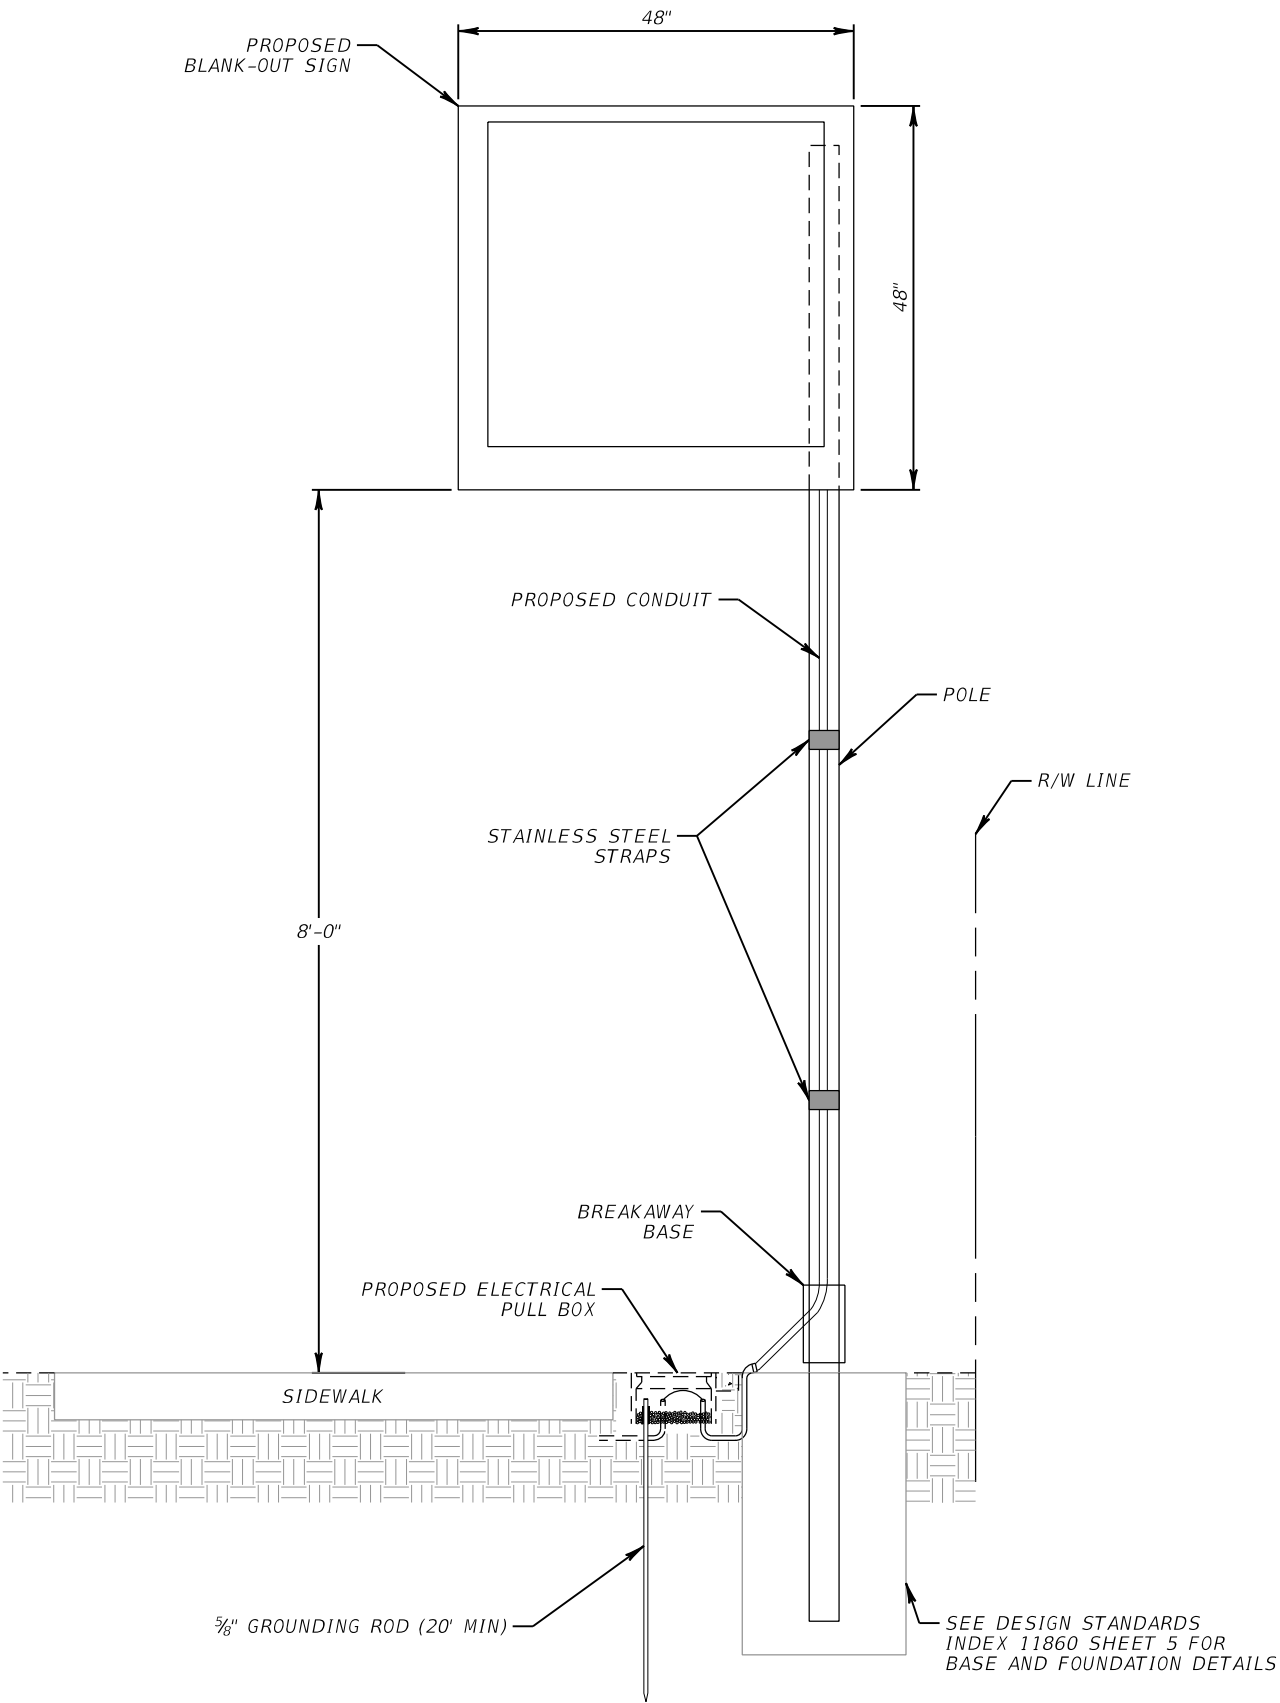 48"
PROPOSED
BLANK-OUT SIGN
48"
PROPOSED CONDUIT
POLE
R/W LINE
STAINLESS STEEL
STRAPS
8'-0"
BREAKAWAY
BASE
PROPOSED ELECTRICAL
PULL BOX
SIDEWALK
⅝" GROUNDING ROD (20' MIN)
SEE DESIGN STANDARDS
INDEX 11860 SHEET 5 FOR
BASE AND FOUNDATION DETAILS